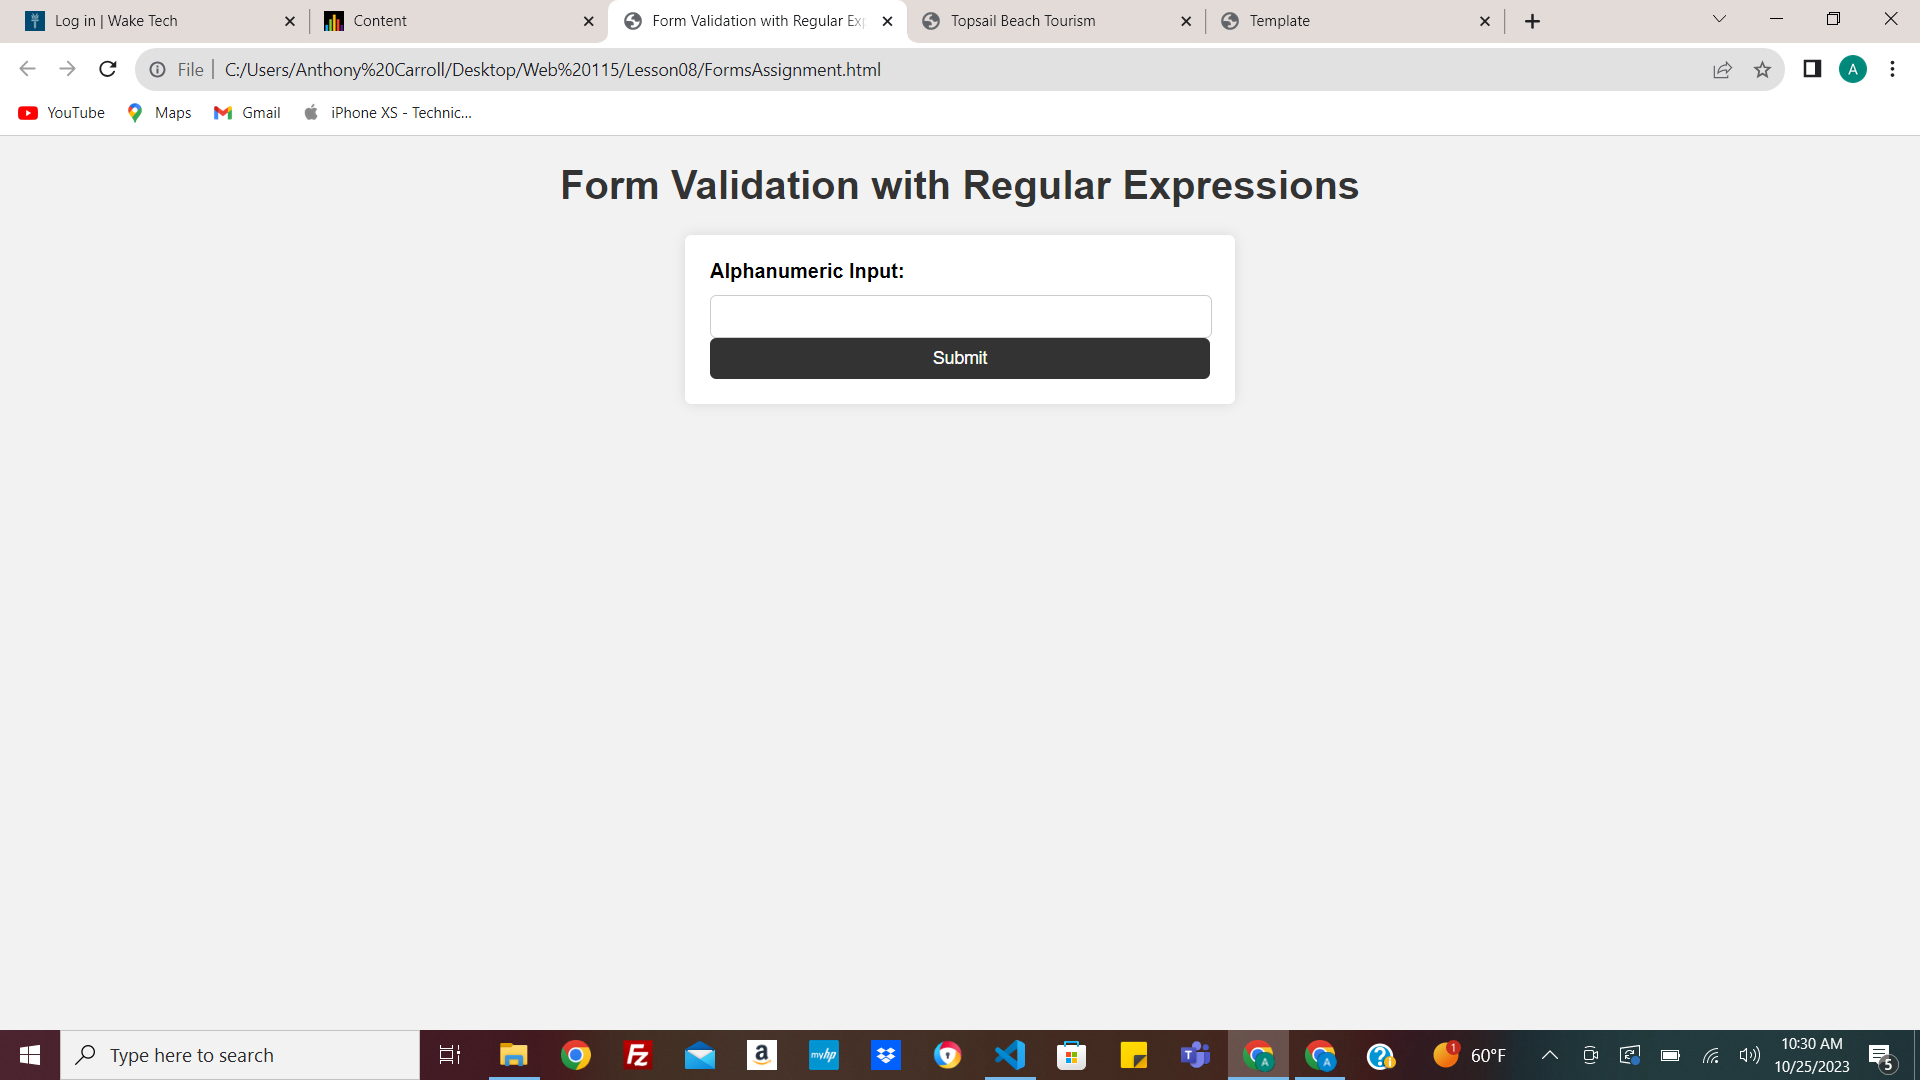 Log in | Wake Tech
Content
Form Validation with Regular Ex
Topsail Beach Tourism
Template
File
C:/Users/Anthony%20Carroll/Desktop/Web%20115/Lesson08/FormsAssignment.html
A
YouTube
Maps
Gmail
iPhone XS - Technic...
Form Validation with Regular Expressions
Alphanumeric Input:
Submit
Type here to search
Fz
a
myhp
T
A
A
1
60°F
10:30 AM
10/25/2023
5